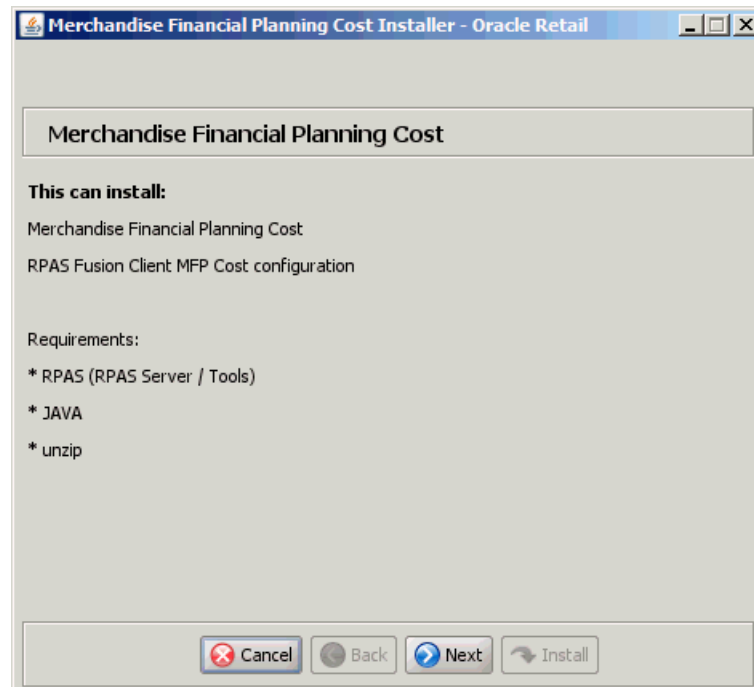 Merchandise Financial Planning Cost Installer - Oracle Retail
Merchandise Financial Planning Cost
This can install:
Merchandise Financial Planning Cost
RPAS Fusion Client MFP Cost configuration
Requirements:
* RPAS (RPAS Server / Tools)
* JAVA
* unzip
Cancel Back Next Install